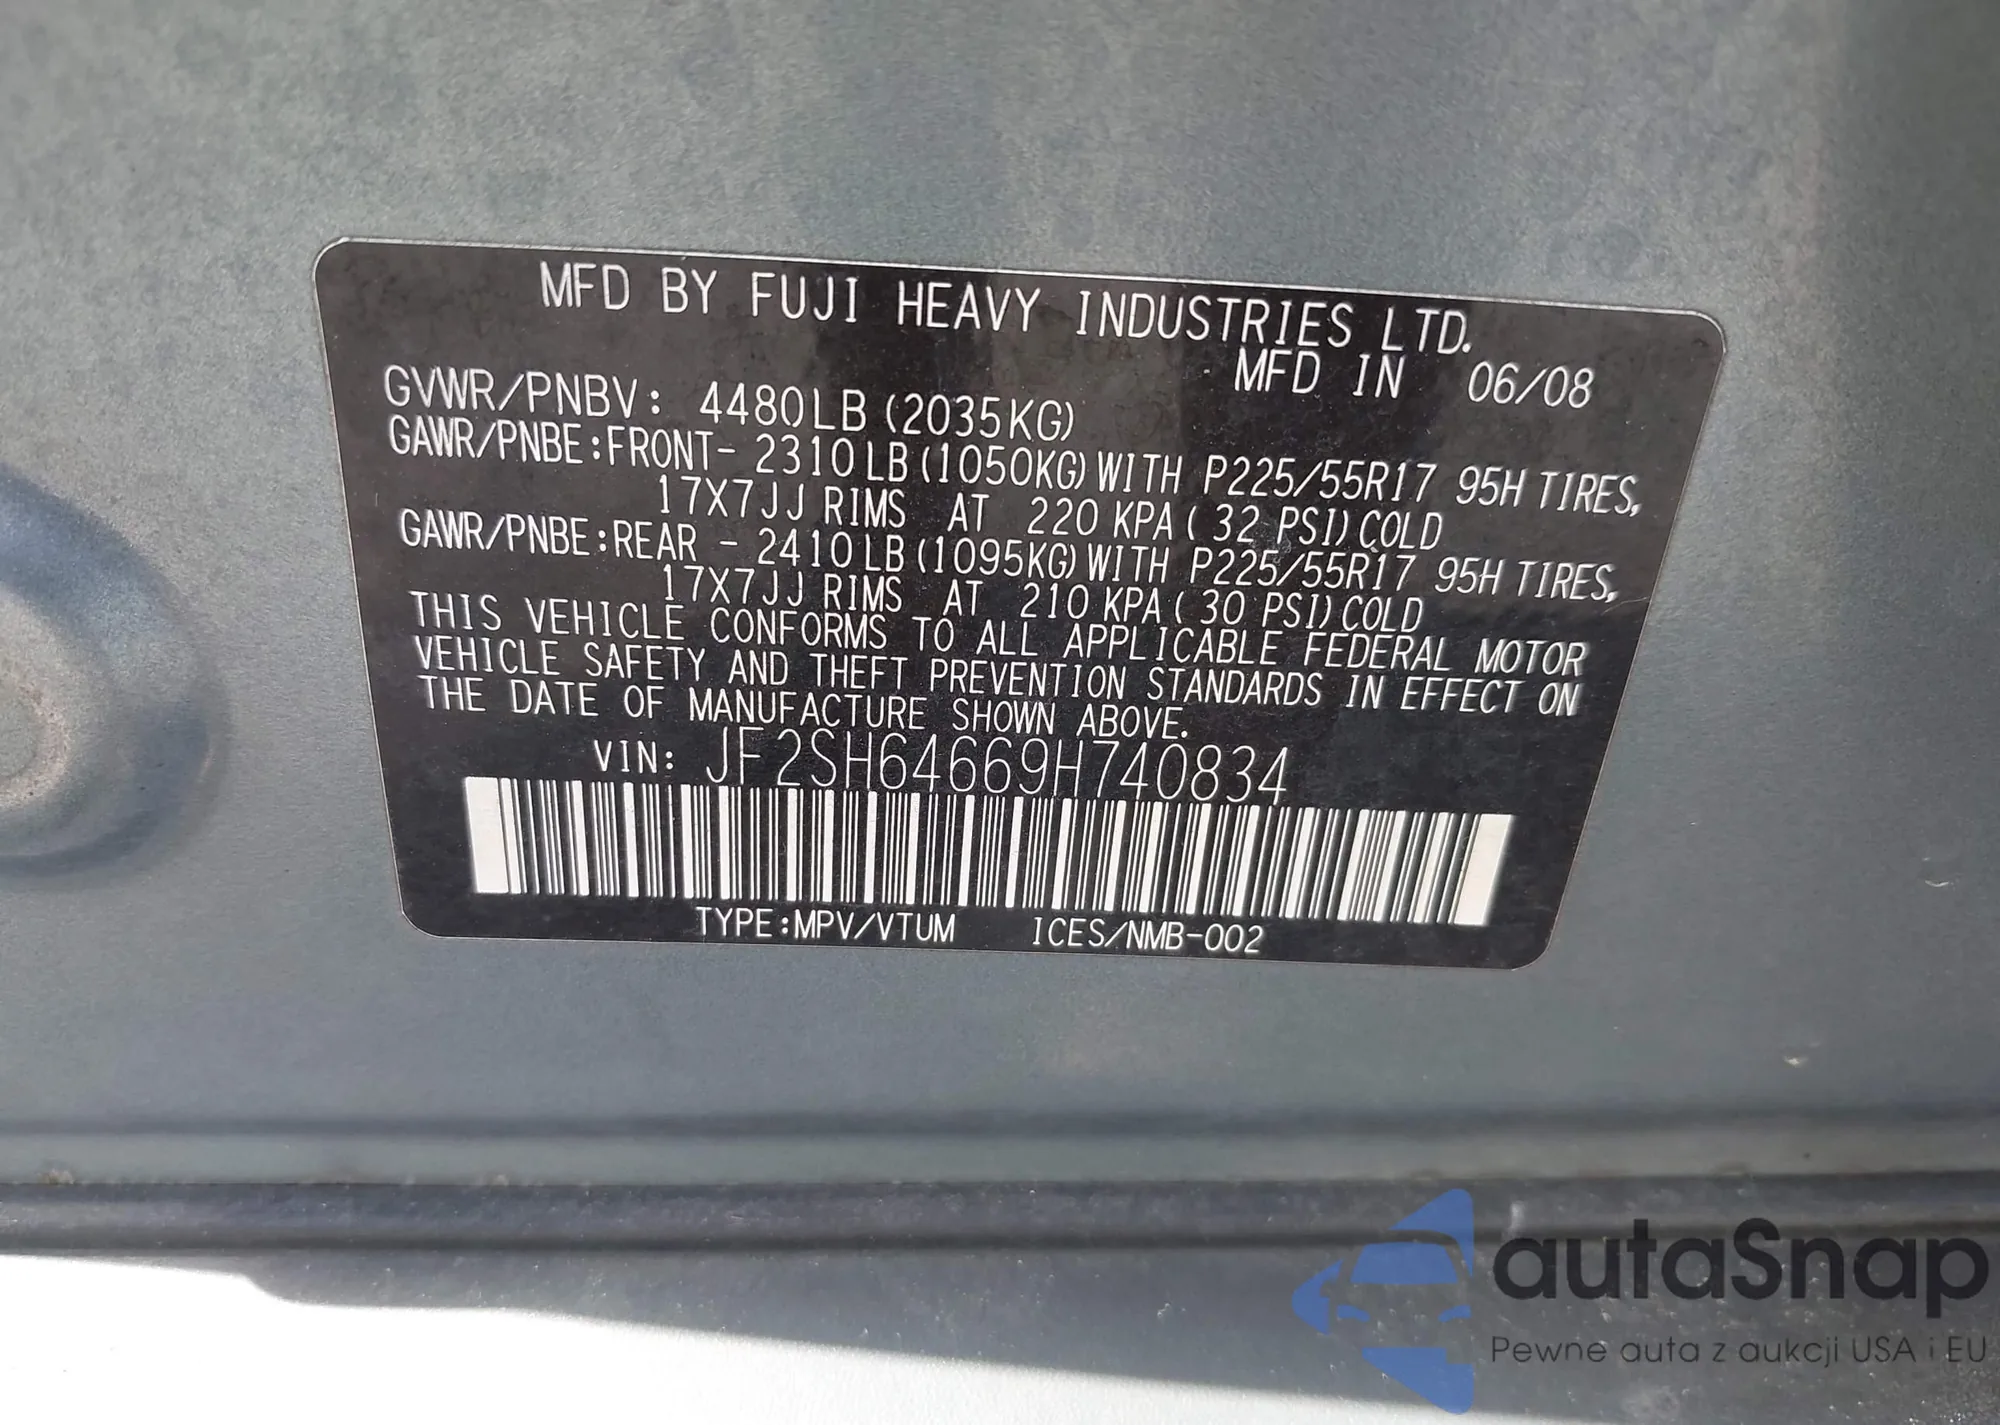 MFD BY FUJI HEAVY INDUSTRIES LTD.
MFD IN 06/08
GVWR/PNBV: 4480LB (2035KG)
GAWR/PNBE:FRONT- 2310LB(1050KG)WITH P225/55R17 95H TIRES,
17X7JJ RIMS AT 220 KPA( 32 PSI)COLD
GAWR/PNBE:REAR - 2410LB(1095KG)WITH P225/55R17 95H TIRES,
17X7JJ RIMS AT 210 KPA( 30 PSI)COLD
THIS VEHICLE CONFORMS TO ALL APPLICABLE FEDERAL MOTOR
VEHICLE SAFETY AND THEFT PREVENTION STANDARDS IN EFFECT ON
THE DATE OF MANUFACTURE SHOWN ABOVE.
VIN: JF2SH64669H740834
TYPE:MPV/VTUM ICES/NMB-002
autaSnap
Pewne auta z aukcji USA i EU